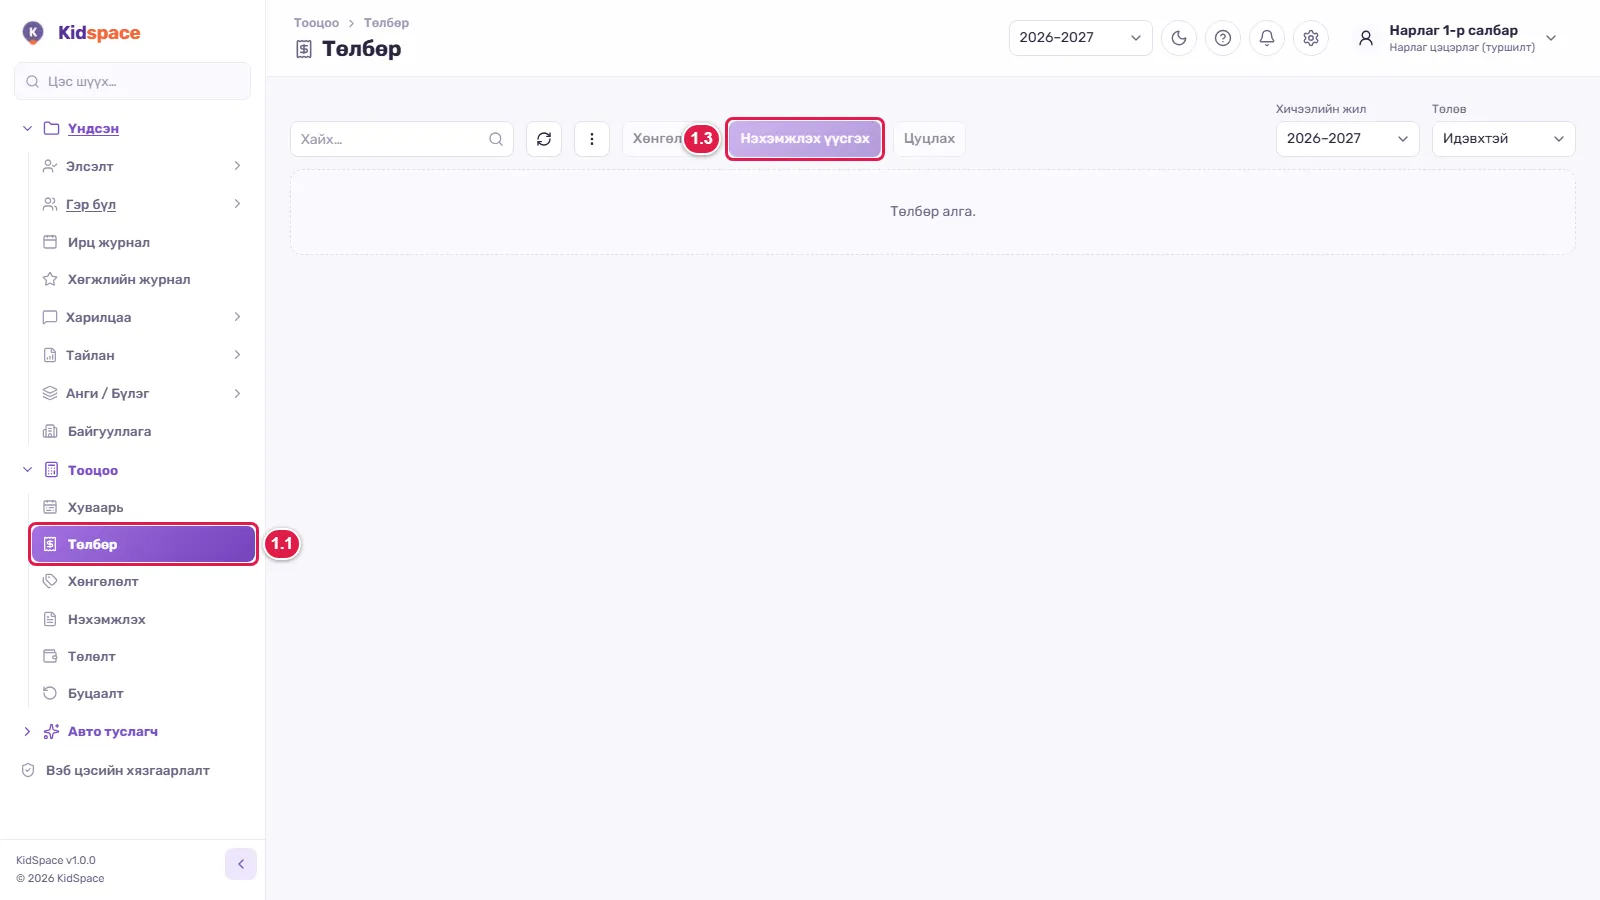 Kidspace
Цэс шүүх...
Үндсэн
Элсэлт
Гэр бүл
Ирц журнал
Хөгжлийн журнал
Харилцаа
Тайлан
Анги / Бүлэг
Байгууллага
Тооцоо
Хуваарь
Төлбөр
1.1
Хөнгөлөлт
Нэхэмжлэх
Төлөлт
Буцаалт
Авто туслагч
Вэб цэсийн хязгаарлалт
KidSpace v1.0.0
© 2026 KidSpace
Тооцоо > Төлбөр
Төлбөр
2026-2027
Нарлаг 1-р салбар
Нарлаг цэцэрлэг (туршилт)
Хайх...
Хөнгөл
1.3
Нэхэмжлэх үүсгэх
Цуцлах
Хичээлийн жил
2026-2027
Төлөв
Идэвхтэй
Төлбөр алга.